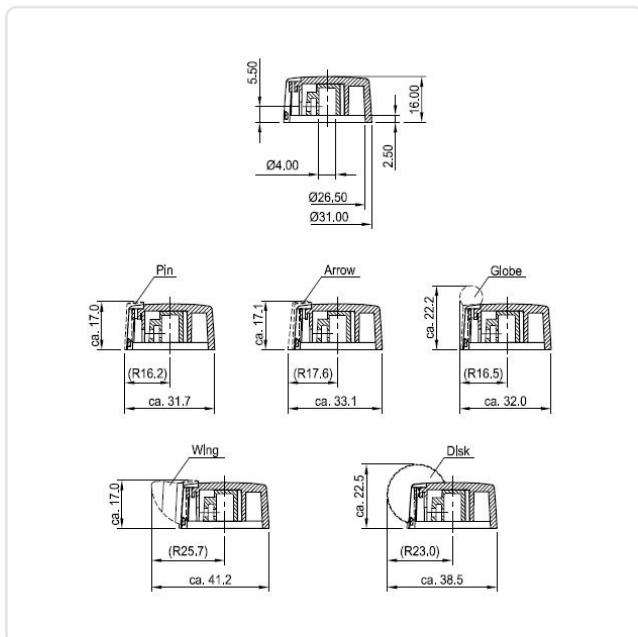 5.50
16.00
2.50
Ø4.00
Ø26.50
Ø31.00
Pin
Arrow
Globe
ca. 17.0
ca. 17.1
ca. 22.2
(R16.2)
(R17.6)
(R16.5)
ca. 31.7
ca. 33.1
ca. 32.0
Wing
Disk
ca. 17.0
ca. 22.5
(R25.7)
(R23.0)
ca. 41.2
ca. 38.5